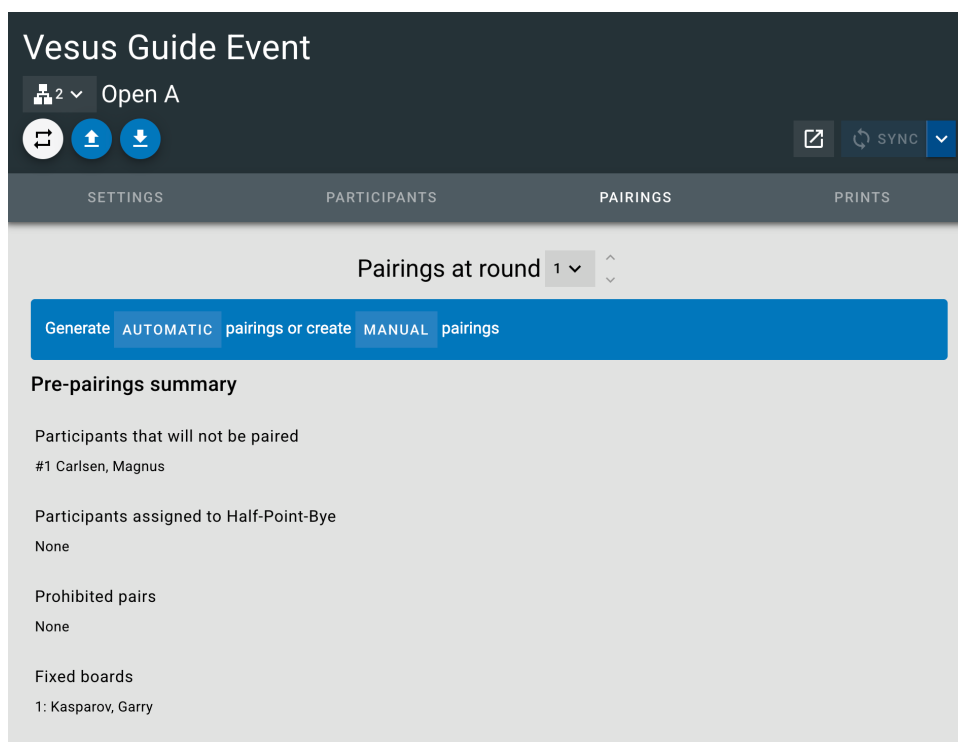 Vesus Guide Event
2 Open A
SYNC
SETTINGS PARTICIPANTS PAIRINGS PRINTS
Pairings at round 1
Generate AUTOMATIC pairings or create MANUAL pairings
Pre-pairings summary
Participants that will not be paired
#1 Carlsen, Magnus
Participants assigned to Half-Point-Bye
None
Prohibited pairs
None
Fixed boards
1: Kasparov, Garry